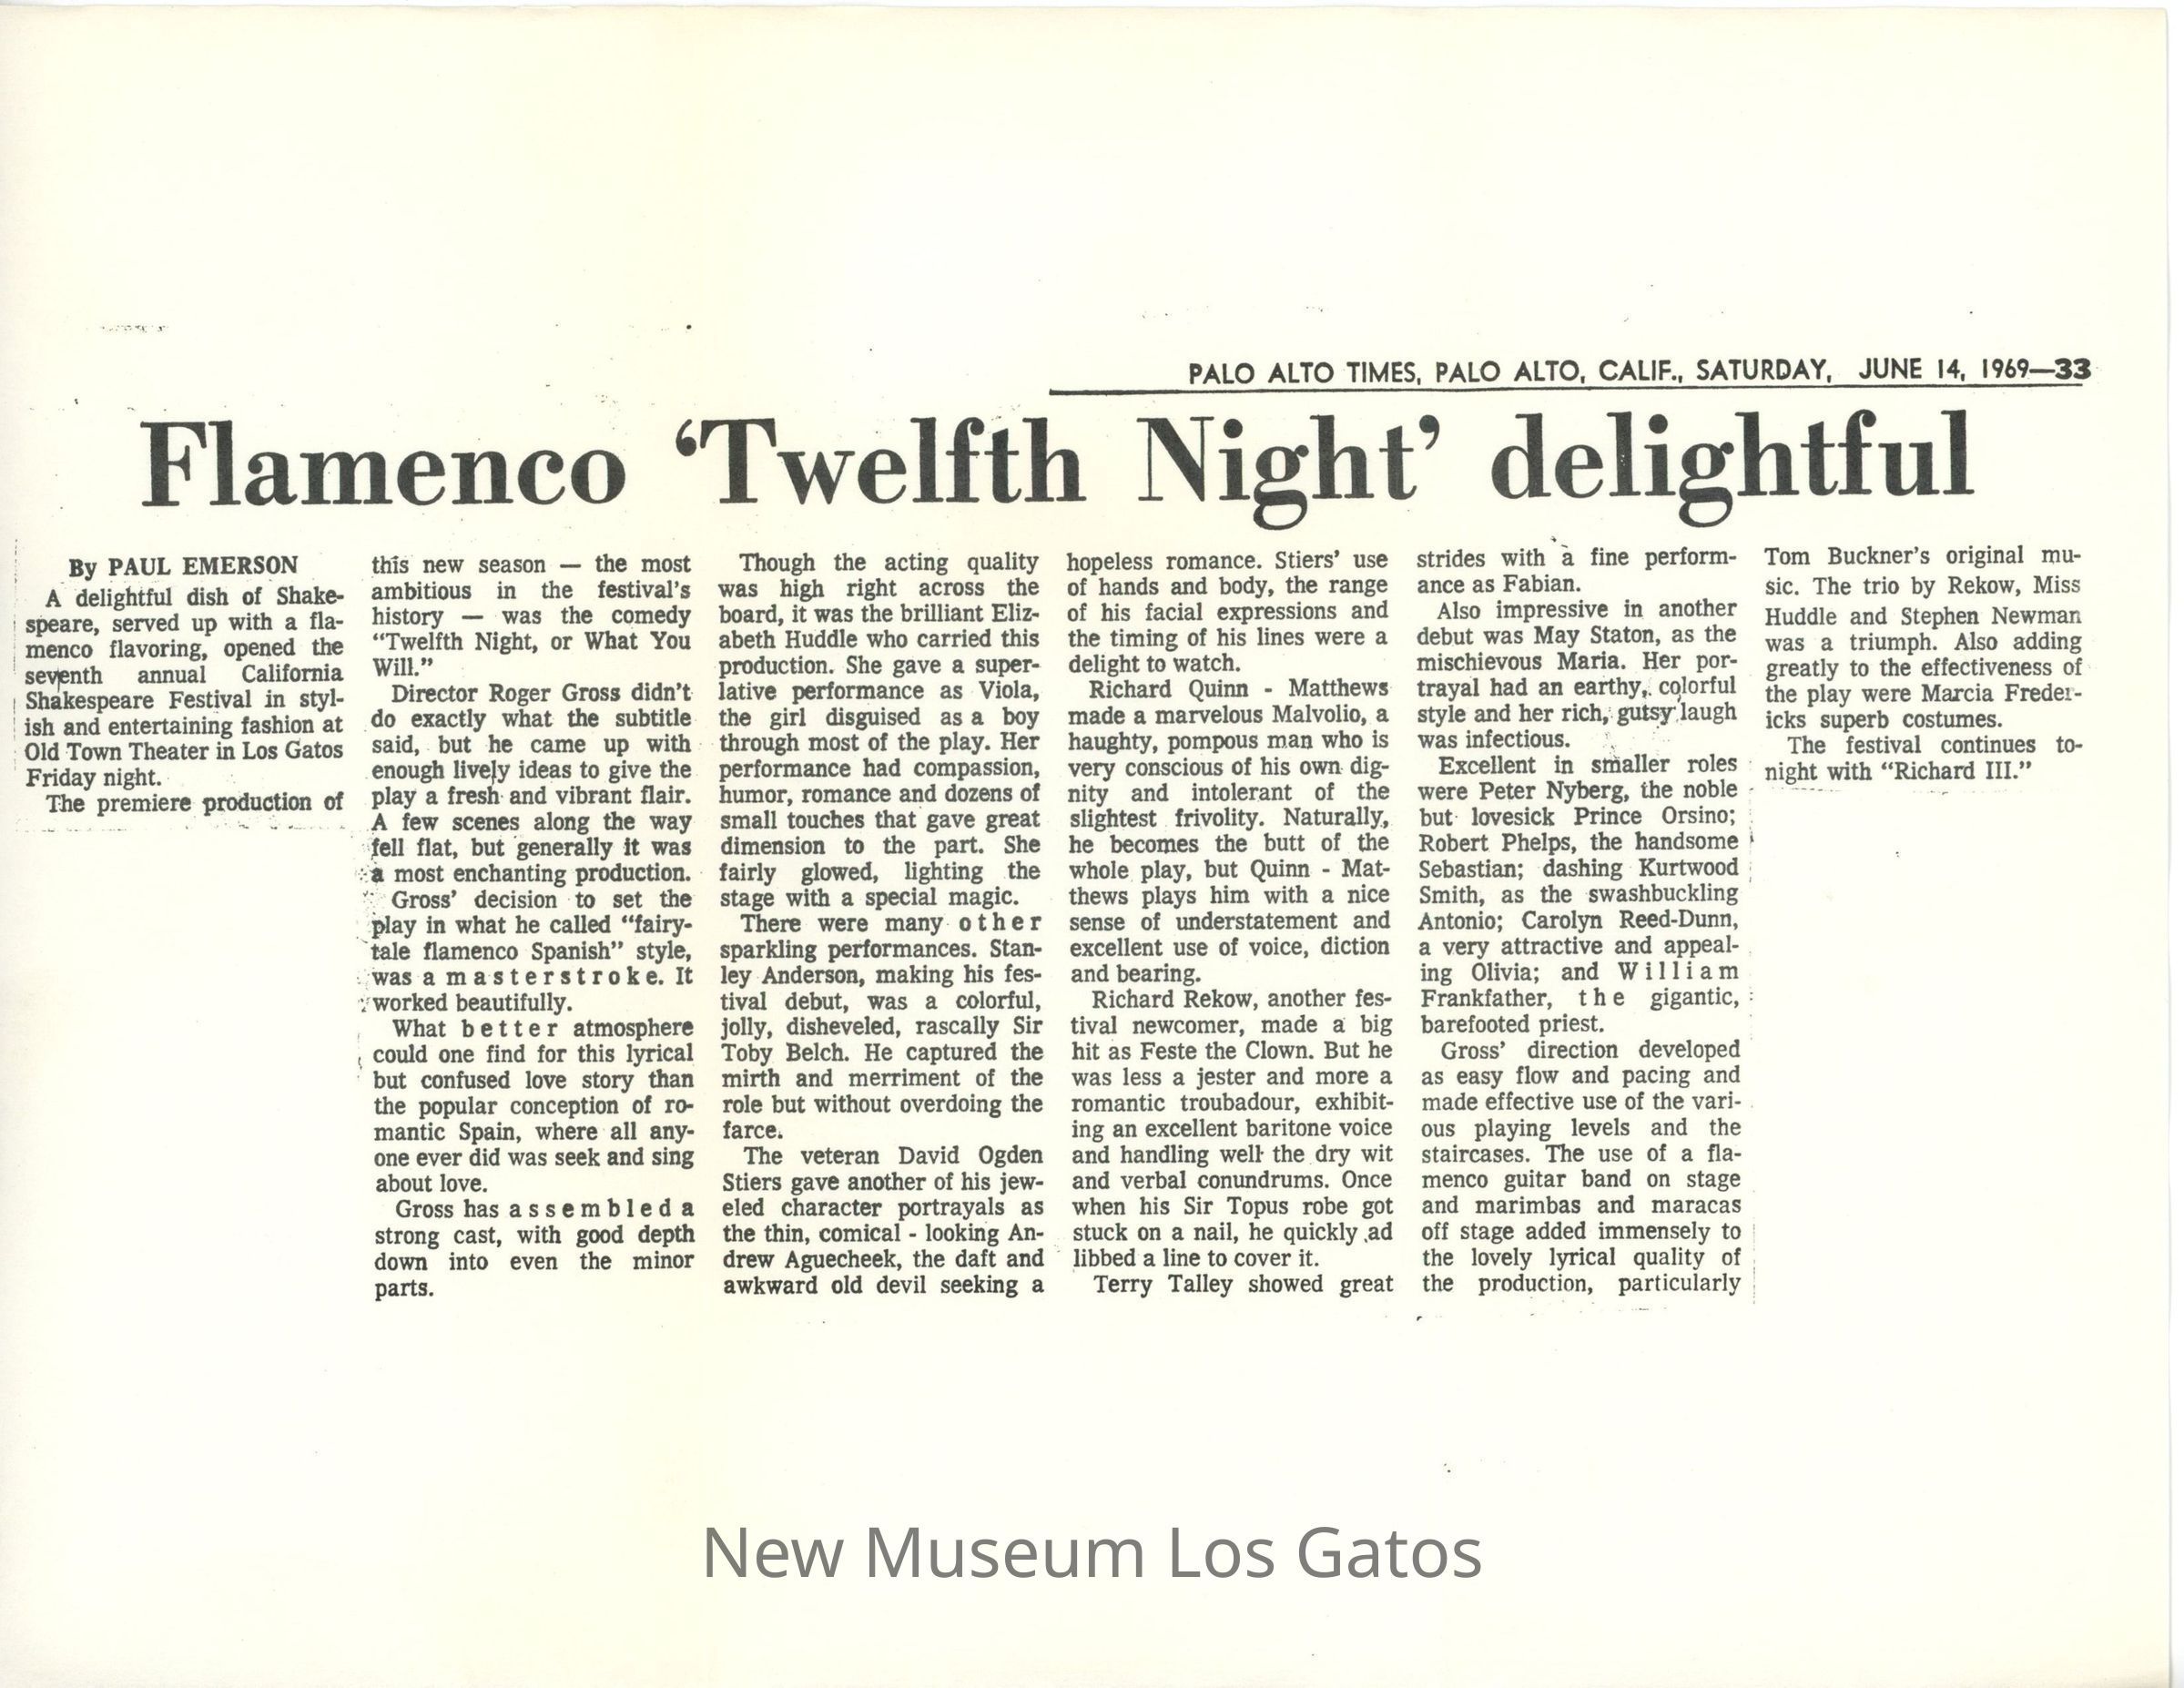 PALO ALTO TIMES, PALO ALTO, CALIF., SATURDAY, JUNE 14, 1969—33
Flamenco ‘Twelfth Night’ delightful
By PAUL EMERSON
A delightful dish of Shake-
speare, served up with a fla-
menco flavoring, opened the
seventh annual California
Shakespeare Festival in styl-
ish and entertaining fashion at
Old Town Theater in Los Gatos
Friday night.
The premiere production of
this new season — the most
ambitious in the festival's
history — was the comedy
“Twelfth Night, or What You
Will.”
Director Roger Gross didn't
do exactly what the subtitle
said, but he came up with
enough lively ideas to give the
play a fresh and vibrant flair.
A few scenes along the way
fell flat, but generally it was
a most enchanting production.
Gross' decision to set the
play in what he called “fairy-
tale flamenco Spanish” style,
was a masterstroke. It
worked beautifully.
What better atmosphere
could one find for this lyrical
but confused love story than
the popular conception of ro-
mantic Spain, where all any-
one ever did was seek and sing
about love.
Gross has assembled a
strong cast, with good depth
down into even the minor
parts.
Though the acting quality
was high right across the
board, it was the brilliant Eliz-
abeth Huddle who carried this
production. She gave a super-
lative performance as Viola,
the girl disguised as a boy
through most of the play. Her
performance had compassion,
humor, romance and dozens of
small touches that gave great
dimension to the part. She
fairly glowed, lighting the
stage with a special magic.
There were many other
sparkling performances. Stan-
ley Anderson, making his fes-
tival debut, was a colorful,
jolly, disheveled, rascally Sir
Toby Belch. He captured the
mirth and merriment of the
role but without overdoing the
farce.
The veteran David Ogden
Stiers gave another of his jew-
eled character portrayals as
the thin, comical - looking An-
drew Aguecheek, the daft and
awkward old devil seeking a
hopeless romance. Stiers' use
of hands and body, the range
of his facial expressions and
the timing of his lines were a
delight to watch.
Richard Quinn - Matthews
made a marvelous Malvolio, a
haughty, pompous man who is
very conscious of his own dig-
nity and intolerant of the
slightest frivolity. Naturally,
he becomes the butt of the
whole play, but Quinn - Mat-
thews plays him with a nice
sense of understatement and
excellent use of voice, diction
and bearing.
Richard Rekow, another fes-
tival newcomer, made a big
hit as Feste the Clown. But he
was less a jester and more a
romantic troubadour, exhibit-
ing an excellent baritone voice
and handling well the dry wit
and verbal conundrums. Once
when his Sir Topus robe got
stuck on a nail, he quickly ad
libbed a line to cover it.
Terry Talley showed great
strides with a fine perform-
ance as Fabian.
Also impressive in another
debut was May Staton, as the
mischievous Maria. Her por-
trayal had an earthy, colorful
style and her rich, gutsy laugh
was infectious.
Excellent in smaller roles
were Peter Nyberg, the noble
but lovesick Prince Orsino;
Robert Phelps, the handsome
Sebastian; dashing Kurtwood
Smith, as the swashbuckling
Antonio; Carolyn Reed-Dunn,
a very attractive and appeal-
ing Olivia; and William
Frankfather, the gigantic,
barefooted priest.
Gross' direction developed
as easy flow and pacing and
made effective use of the vari-
ous playing levels and the
staircases. The use of a fla-
menco guitar band on stage
and marimbas and maracas
off stage added immensely to
the lovely lyrical quality of
the production, particularly
Tom Buckner's original mu-
sic. The trio by Rekow, Miss
Huddle and Stephen Newman
was a triumph. Also adding
greatly to the effectiveness of
the play were Marcia Freder-
icks superb costumes.
The festival continues to-
night with “Richard III.”
New Museum Los Gatos